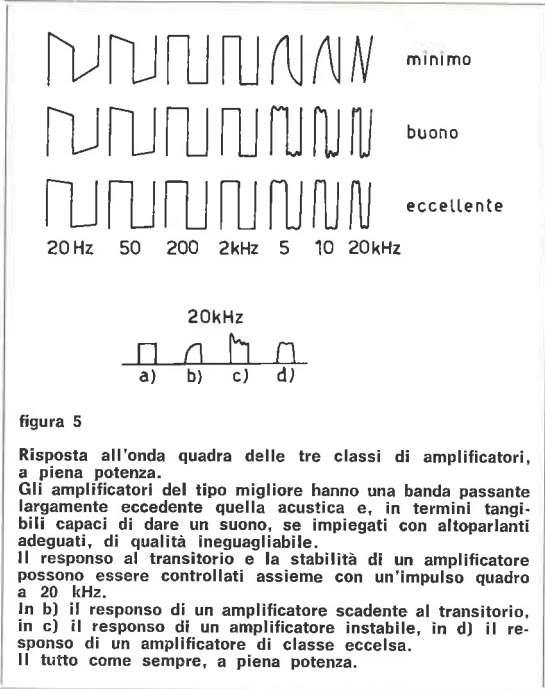 minimo
buono
eccellente
20 Hz 50 200 2kHz 5 10 20kHz
20kHz
a) b) c) d)
figura 5
Risposta all'onda quadra delle tre classi di amplificatori,
a piena potenza.
Gli amplificatori del tipo migliore hanno una banda passante
largamente eccedente quella acustica e, in termini tangi-
bili capaci di dare un suono, se impiegati con altoparlanti
adeguati, di qualità ineguagliabile.
Il responso al transitorio e la stabilità di un amplificatore
possono essere controllati assieme con un'impulso quadro
a 20 kHz.
In b) il responso di un amplificatore scadente al transitorio,
in c) il responso di un amplificatore instabile, in d) il re-
sponso di un amplificatore di classe eccelsa.
Il tutto come sempre, a piena potenza.